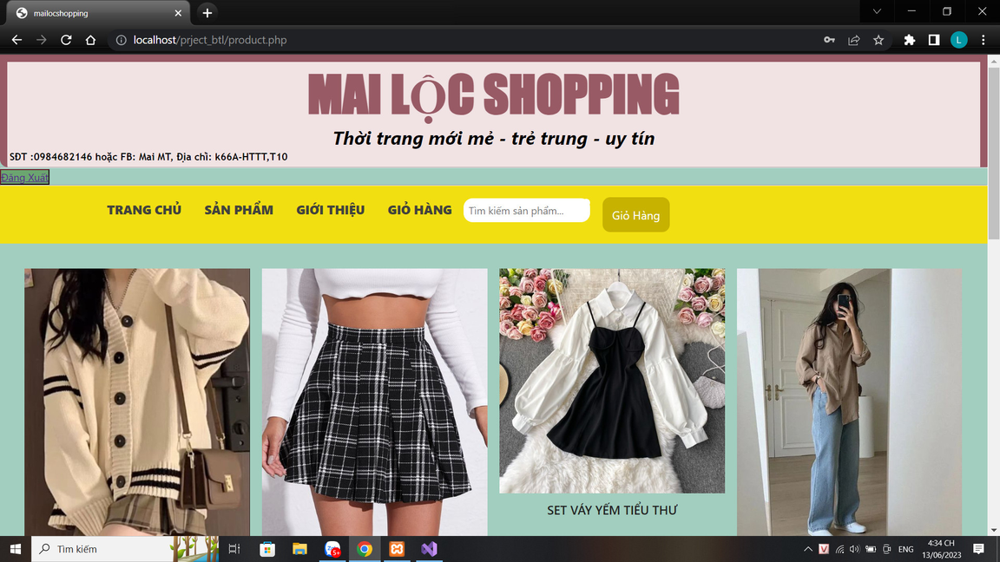 mailocshopping
localhost/prject_btl/product.php
L
MAI LỘC SHOPPING
Thời trang mới mẻ - trẻ trung - uy tín
SĐT :0984682146 hoặc FB: Mai MT, Địa chỉ: k66A-HTTT,T10
Đăng Xuất
TRANG CHỦ SẢN PHẨM GIỚI THIỆU GIỎ HÀNG Tìm kiếm sản phẩm... Giỏ Hàng
SET VÁY YẾM TIỂU THƯ
Tìm kiếm
5+
V
ENG
4:34 CH
13/06/2023